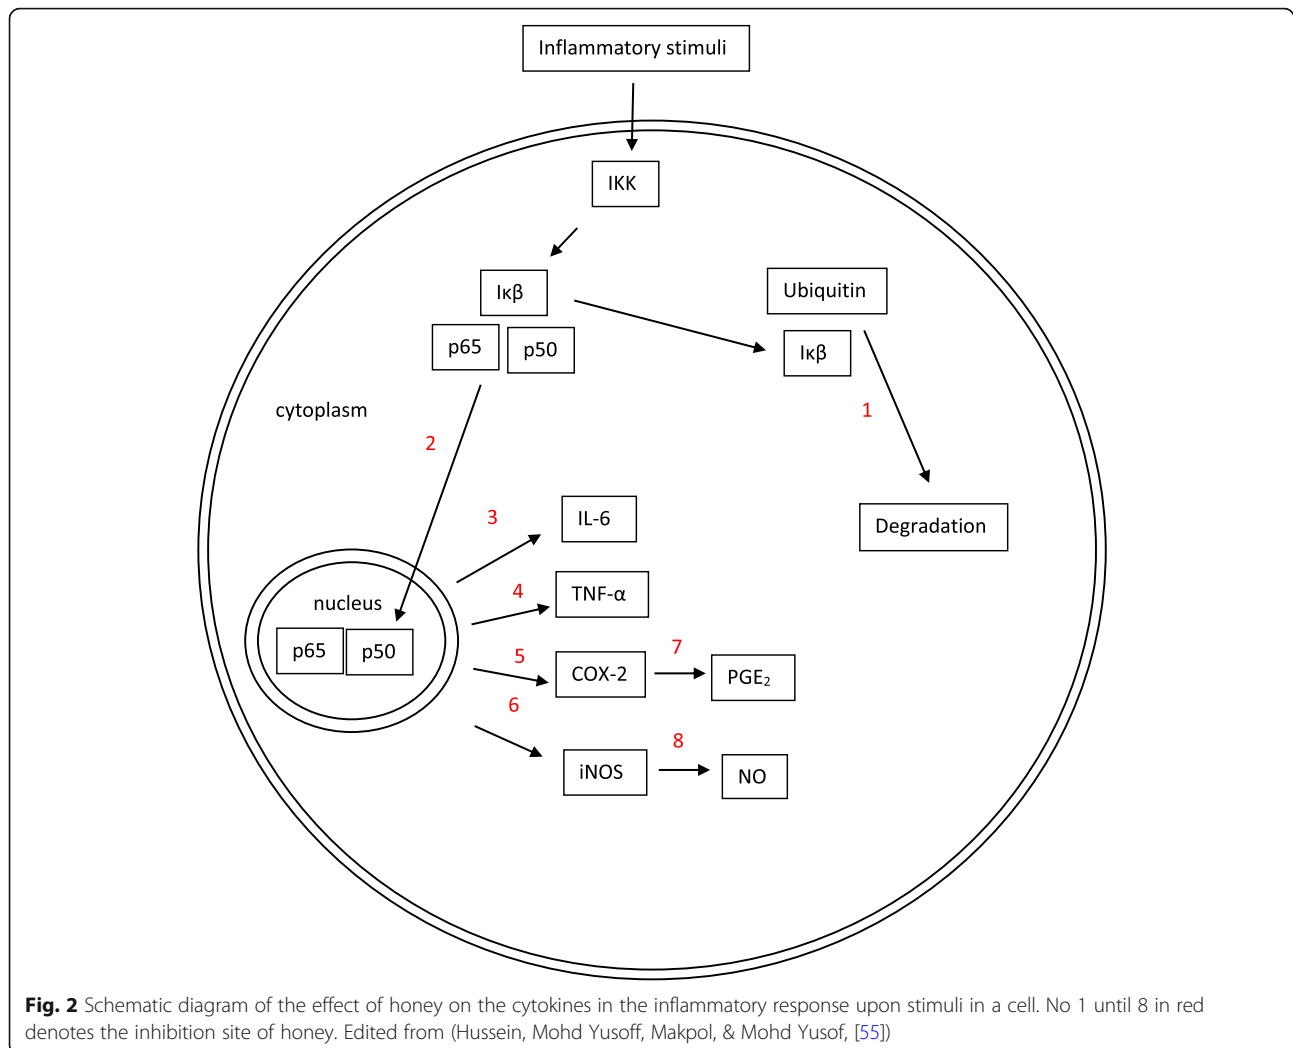 Inflammatory stimuli
IKK
Iκβ
Ubiquitin
p65
p50
Iκβ
cytoplasm
1
2
3
IL-6
Degradation
4
TNF-α
nucleus
p65
p50
5
COX-2
7
PGE₂
6
8
iNOS
NO
Fig. 2 Schematic diagram of the effect of honey on the cytokines in the inflammatory response upon stimuli in a cell. No 1 until 8 in red
denotes the inhibition site of honey. Edited from (Hussein, Mohd Yusoff, Makpol, & Mohd Yusof, [55])